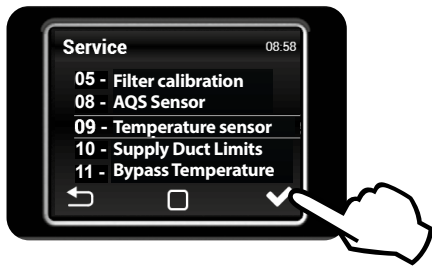 Service 08:58
05 - Filter calibration
08 - AQS Sensor
09 - Temperature sensor
10 - Supply Duct Limits
11 - Bypass Temperature